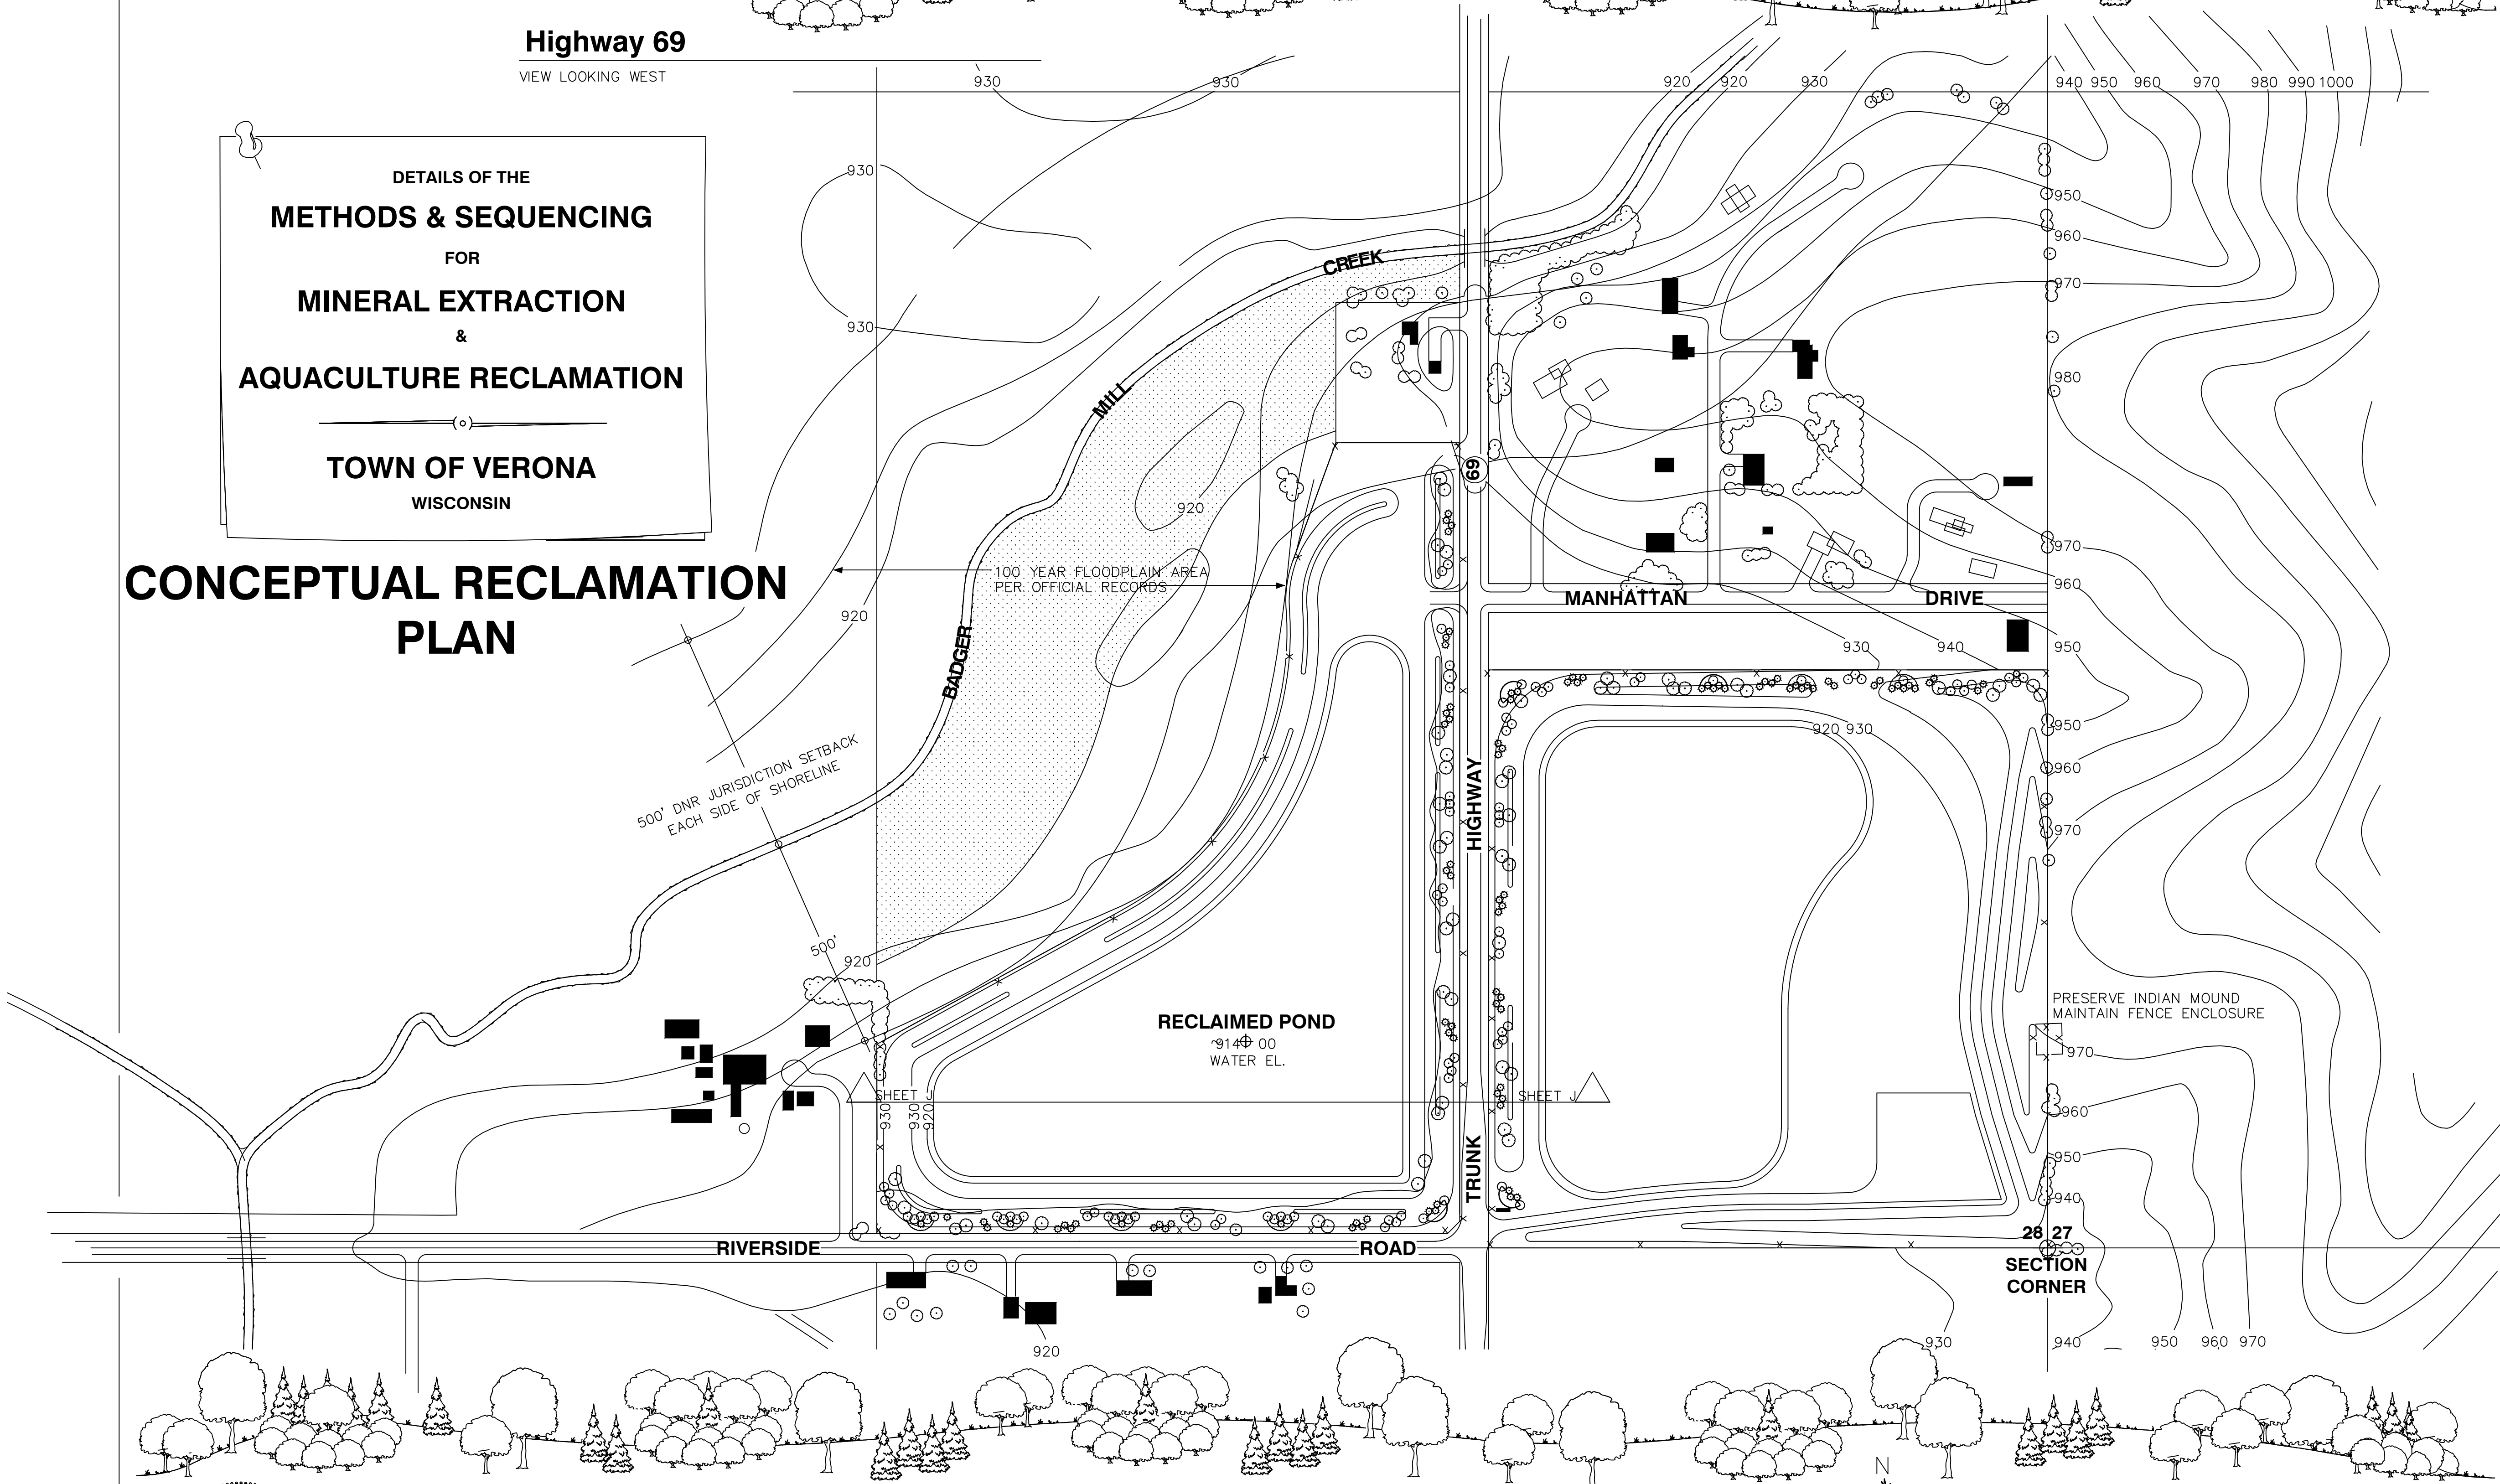 Highway 69
VIEW LOOKING WEST
930
930
920
920
930
940
950
960
970
980
990
1000
DETAILS OF THE
METHODS & SEQUENCING
FOR
MINERAL EXTRACTION
&
AQUACULTURE RECLAMATION
TOWN OF VERONA
WISCONSIN
CONCEPTUAL RECLAMATION
PLAN
930
930
950
960
970
980
CREEK
MILL
BADGER
69
920
100 YEAR FLOODPLAIN AREA
PER OFFICIAL RECORDS
920
970
960
MANHATTAN DRIVE
930
940
950
920
930
950
960
970
500' DNR JURISDICTION SETBACK
EACH SIDE OF SHORELINE
HIGHWAY
500'
920
PRESERVE INDIAN MOUND
MAINTAIN FENCE ENCLOSURE
RECLAIMED POND
~914 00
WATER EL.
970
SHEET J
SHEET J
930
930
920
960
TRUNK
950
940
28 27
RIVERSIDE ROAD
SECTION
CORNER
920
930
940
950
960
970
N